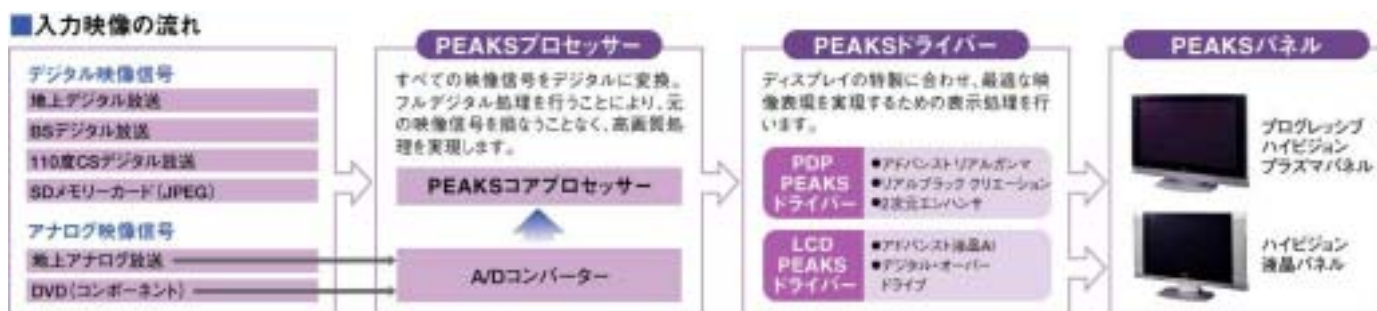 ■入力映像の流れ
デジタル映像信号
地上デジタル放送
BSデジタル放送
110度CSデジタル放送
SDメモリーカード(JPEG)
アナログ映像信号
地上アナログ放送
DVD(コンポーネント)
PEAKSプロセッサー
すべての映像信号をデジタルに変換。
フルデジタル処理を行うことにより、元
の映像信号を損なうことなく、高画質処
理を実現します。
PEAKSコアプロセッサー
A/Dコンバーター
PEAKSドライバー
ディスプレイの特製に合わせ、最適な映
像表現を実現するための表示処理を行
います。
PDP
PEAKS
ドライバー
●アドバンストリアルガンマ
●リアルブラック クリエーション
●2次元エンハンサ
LCD
PEAKS
ドライバー
●アドバンスト液晶AI
●デジタル・オーバー
ドライブ
PEAKSパネル
プログレッシブ
ハイビジョン
プラズマパネル
ハイビジョン
液晶パネル